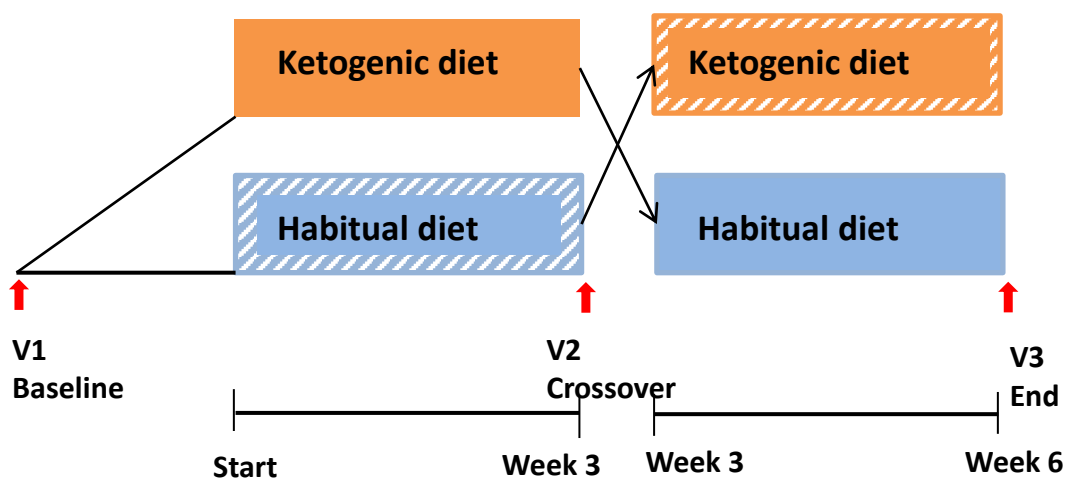 Ketogenic diet
Ketogenic diet
Habitual diet
Habitual diet
V1
Baseline
V2
Crossover
V3
End
Start
Week 3
Week 3
Week 6